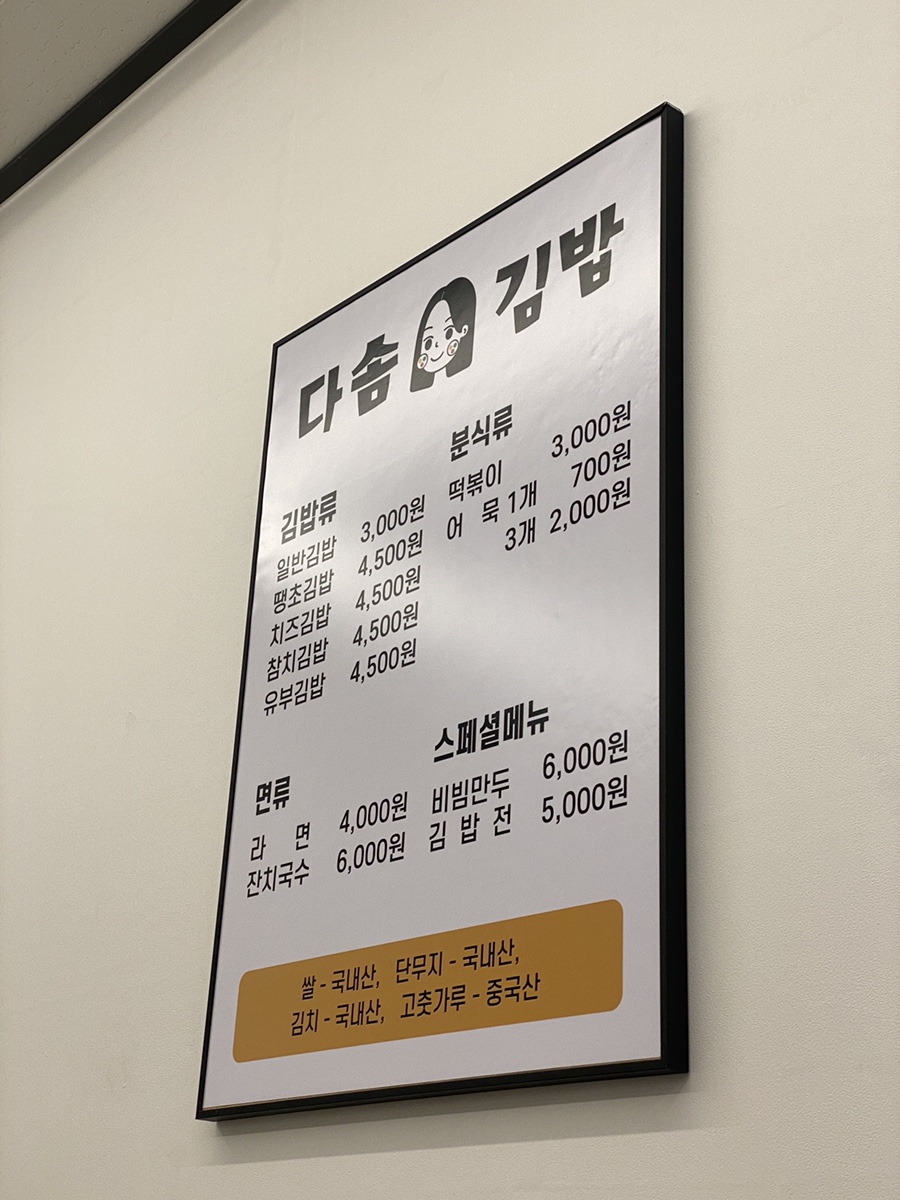 다솜 김밥
김밥류
일반김밥 3,000원
땡초김밥 4,500원
치즈김밥 4,500원
참치김밥 4,500원
유부김밥 4,500원
분식류
떡볶이 3,000원
어 묵 1개 700원
3개 2,000원
면류
라 면 4,000원
잔치국수 6,000원
스페셜메뉴
비빔만두 6,000원
김 밥 전 5,000원
쌀 - 국내산, 단무지 - 국내산,
김치 - 국내산, 고춧가루 - 중국산